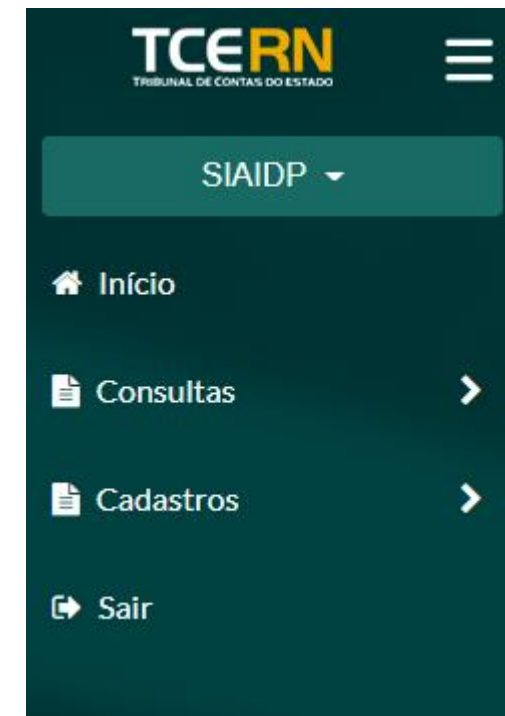 TCERN
TRIBUNAL DE CONTAS DO ESTADO
SIAIDP
Início
Consultas
Cadastros
Sair